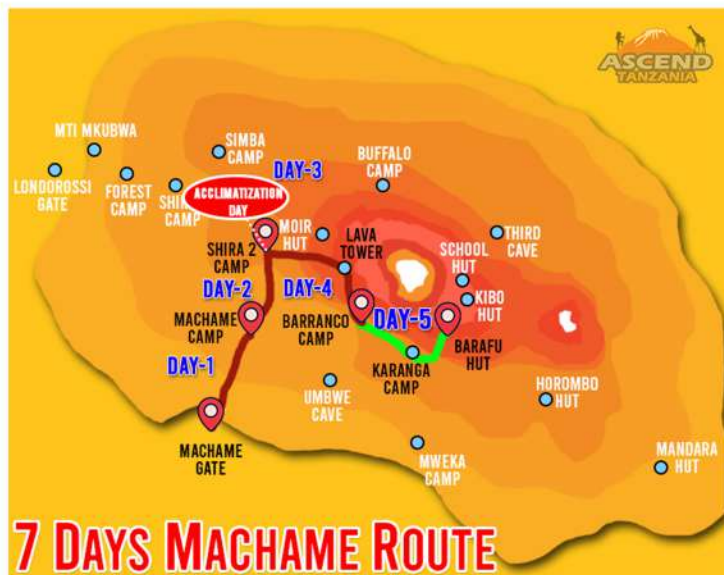 ASCEND
TANZANIA
MTI MKUBWA
SIMBA
CAMP
DAY-3
BUFFALO
CAMP
LONDOROSSI
GATE
FOREST
CAMP
CAMP
ACCLIMATIZATION
DAY
MOIR
HUT
SHIRA 2
CAMP
LAVA
TOWER
THIRD
CAVE
SCHOOL
HUT
DAY-2
DAY-4
KIBO
HUT
MACHAME
CAMP
BARRANCO
CAMP
DAY-5
BARAFU
HUT
DAY-1
KARANGA
CAMP
UMBWE
CAVE
HOROMBO
HUT
MACHAME
GATE
MWEKA
CAMP
MANDARA
HUT
7 DAYS MACHAME ROUTE